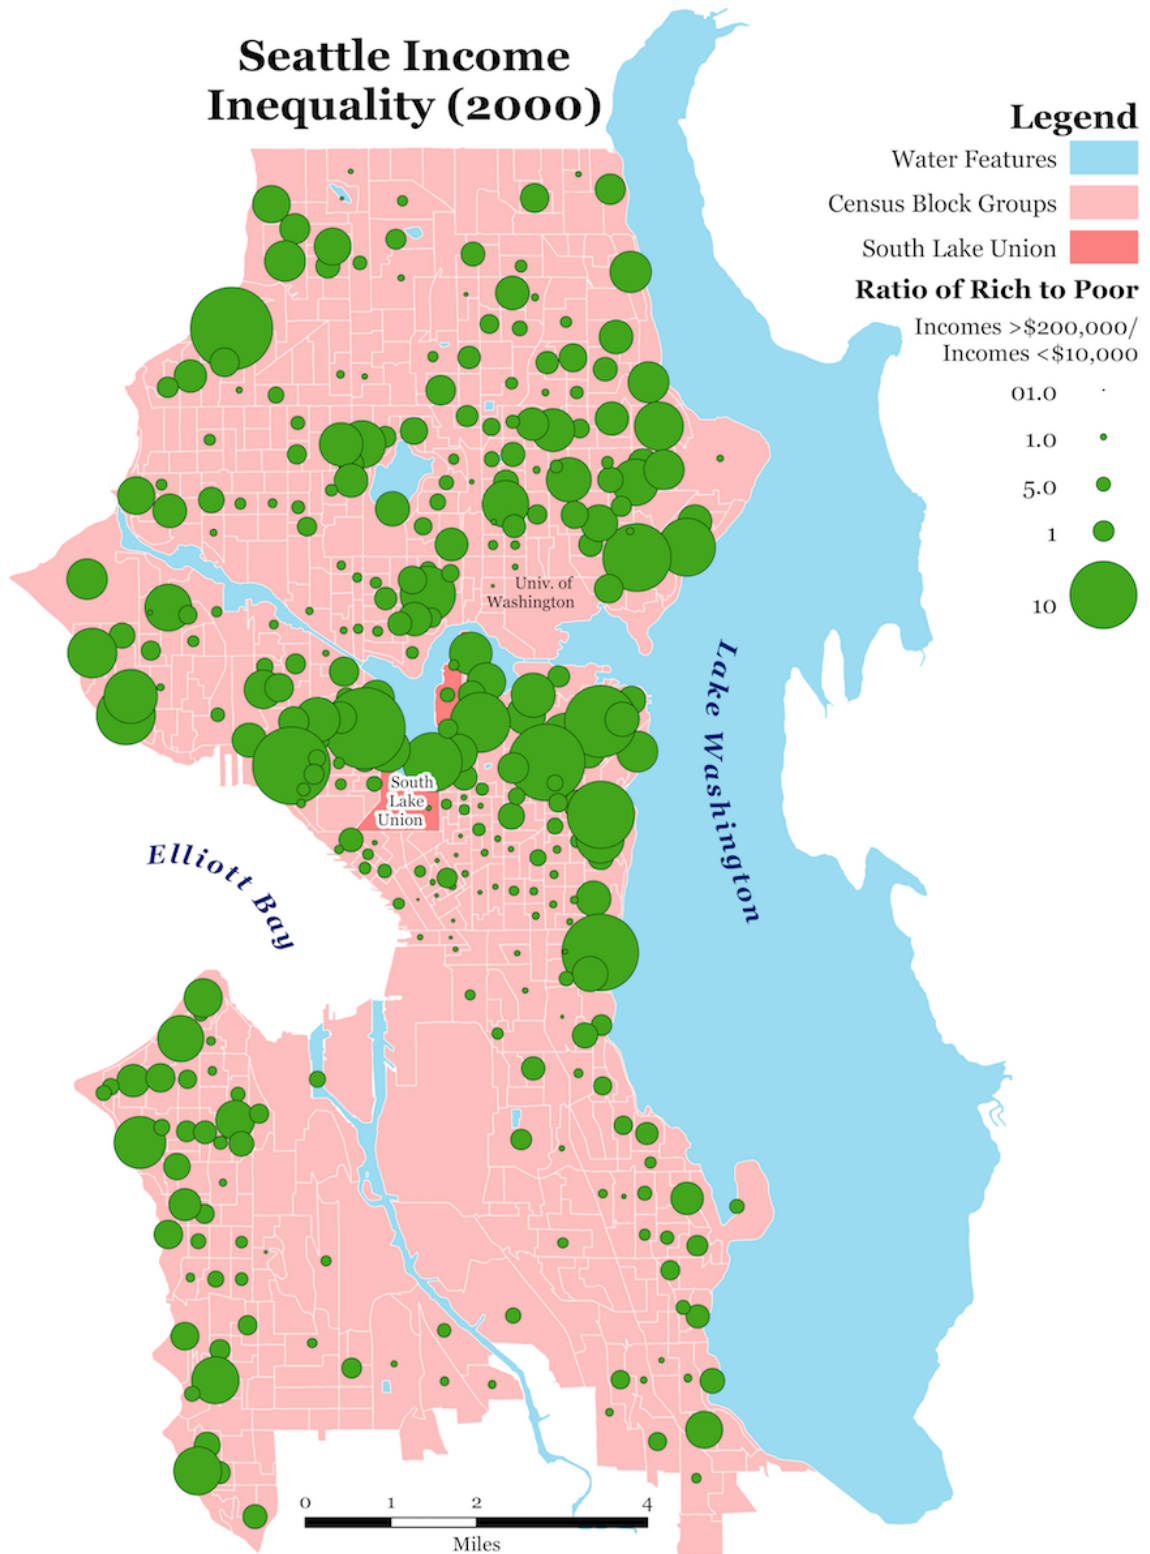 Seattle Income
Inequality (2000)
Legend
Water Features
Census Block Groups
South Lake Union
Ratio of Rich to Poor
Incomes >$200,000/
Incomes <$10,000
01.0
1.0
5.0
1
10
Univ. of
Washington
Lake Washington
South
Lake
Union
Elliott Bay
0 1 2 4
Miles